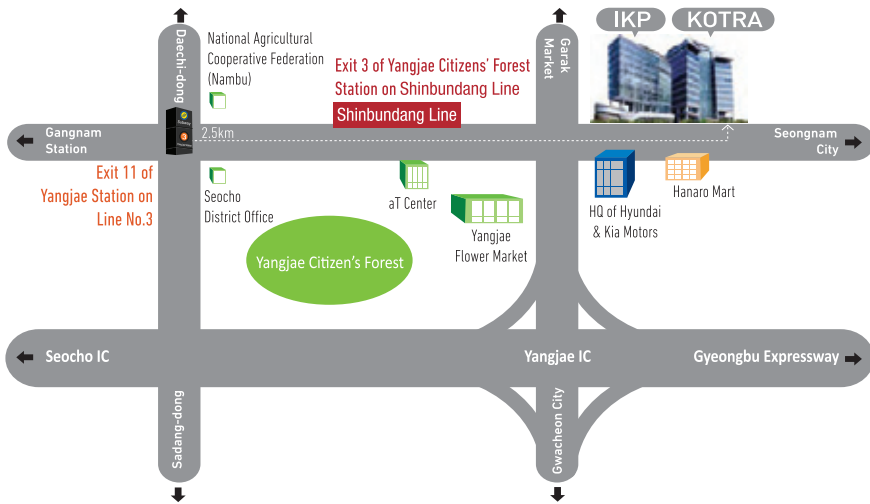 IKP
KOTRA
Daechi-dong
National Agricultural
Cooperative Federation
(Nambu)
Exit 3 of Yangjae Citizens' Forest
Station on Shinbundang Line
Shinbundang Line
Garak
Market
Gangnam
Station
3
2.5km
Seongnam
City
Exit 11 of
Yangjae Station on
Line No.3
Seocho
District Office
aT Center
Yangjae
Flower Market
HQ of Hyundai
& Kia Motors
Hanaro Mart
Yangjae Citizen's Forest
Seocho IC
Yangjae IC
Gyeongbu Expressway
Sadang-dong
Gwacheon City